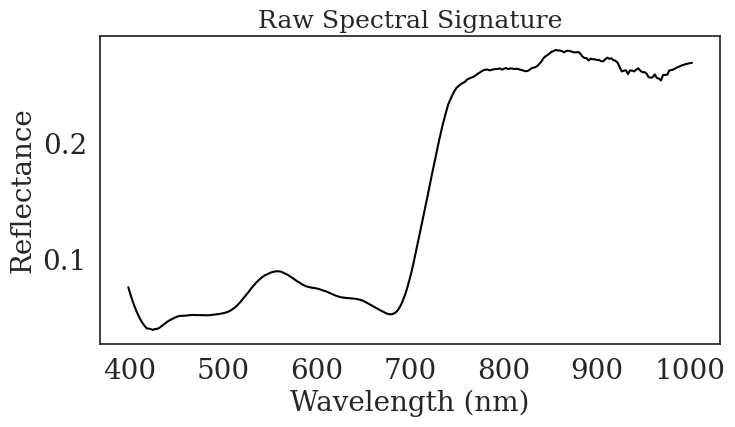 Raw Spectral Signature
Reflectance
0.2
0.1
400 500 600 700 800 900 1000
Wavelength (nm)